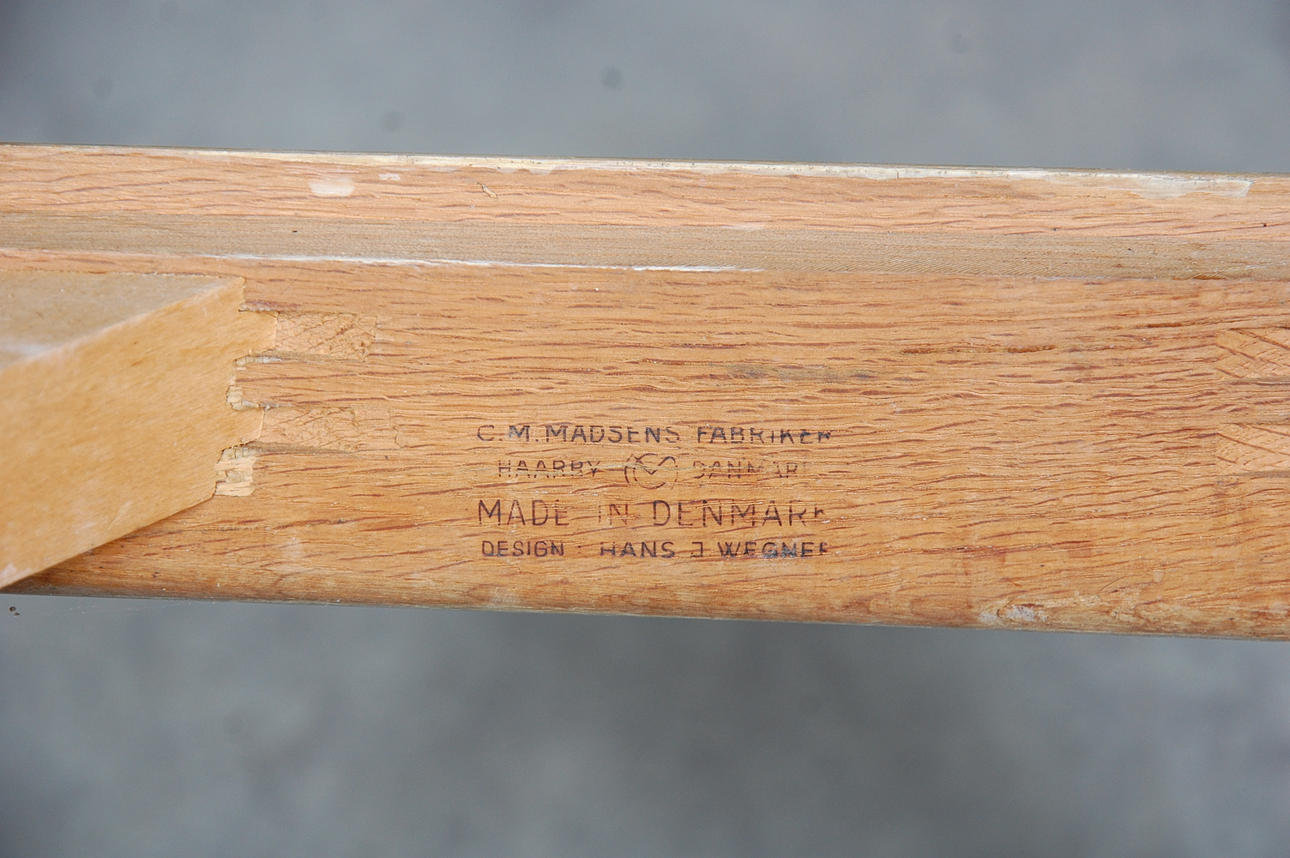 C.M. MADSENS FABRIKER
HAARBY DANMARK
MADE IN DENMARK
DESIGN · HANS J WEGNER